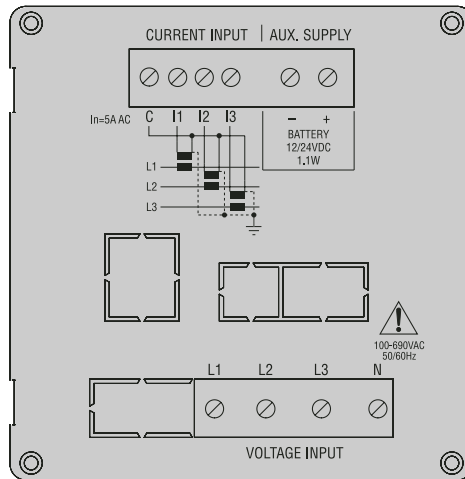 CURRENT INPUT | AUX. SUPPLY
In=5A AC C I1 I2 I3 – +
BATTERY
12/24VDC
1.1W
L1
L2
L3
100-690VAC
50/60Hz
L1 L2 L3 N
VOLTAGE INPUT